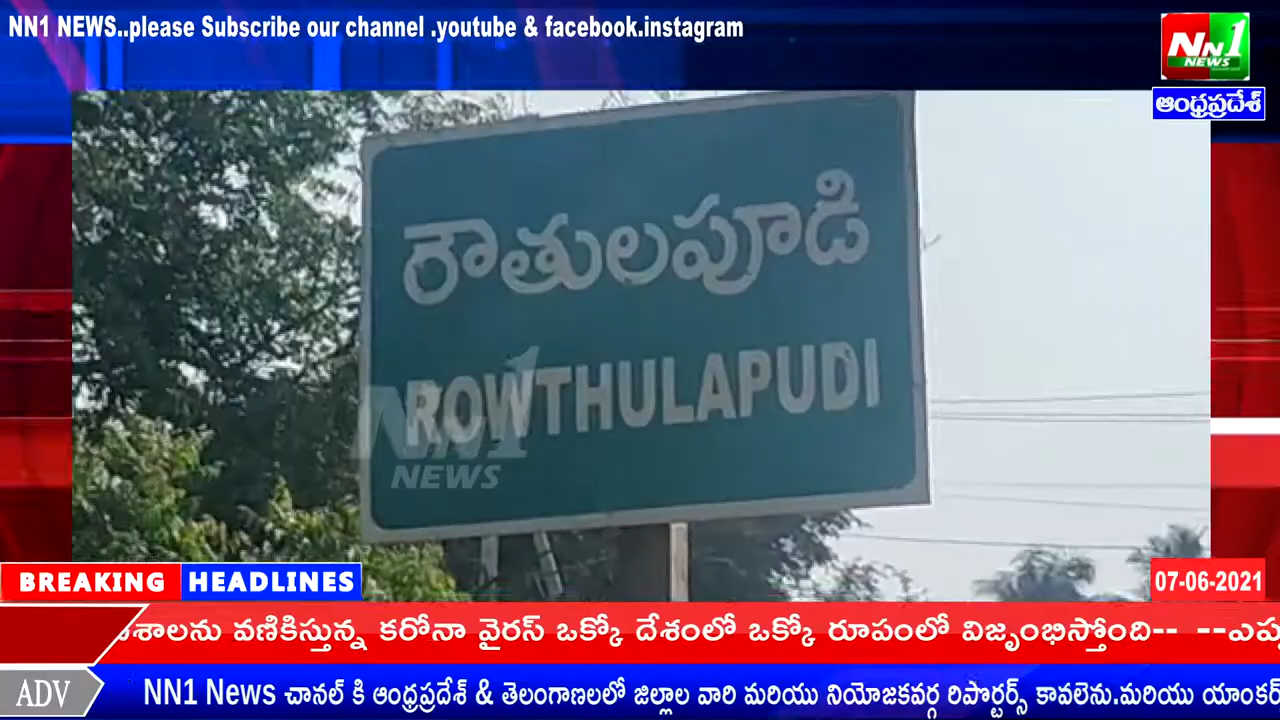 NN1 NEWS..please Subscribe our channel .youtube & facebook.instagram
NN1
NEWS
ఆంధ్రప్రదేశ్
రౌతులపూడి
ROWTHULAPUDI
NN1
NEWS
BREAKING HEADLINES
07-06-2021
వణికిస్తున్న కరోనా వైరస్ ఒక్కో దేశంలో ఒక్కో రూపంలో విజృంభిస్తోంది-- --
ADV
NN1 News చానల్ కి ఆంధ్రప్రదేశ్ & తెలంగాణలలో జిల్లాల వారి మరియు నియోజకవర్గ రిపొర్టర్స్ కావలెను.మరియు